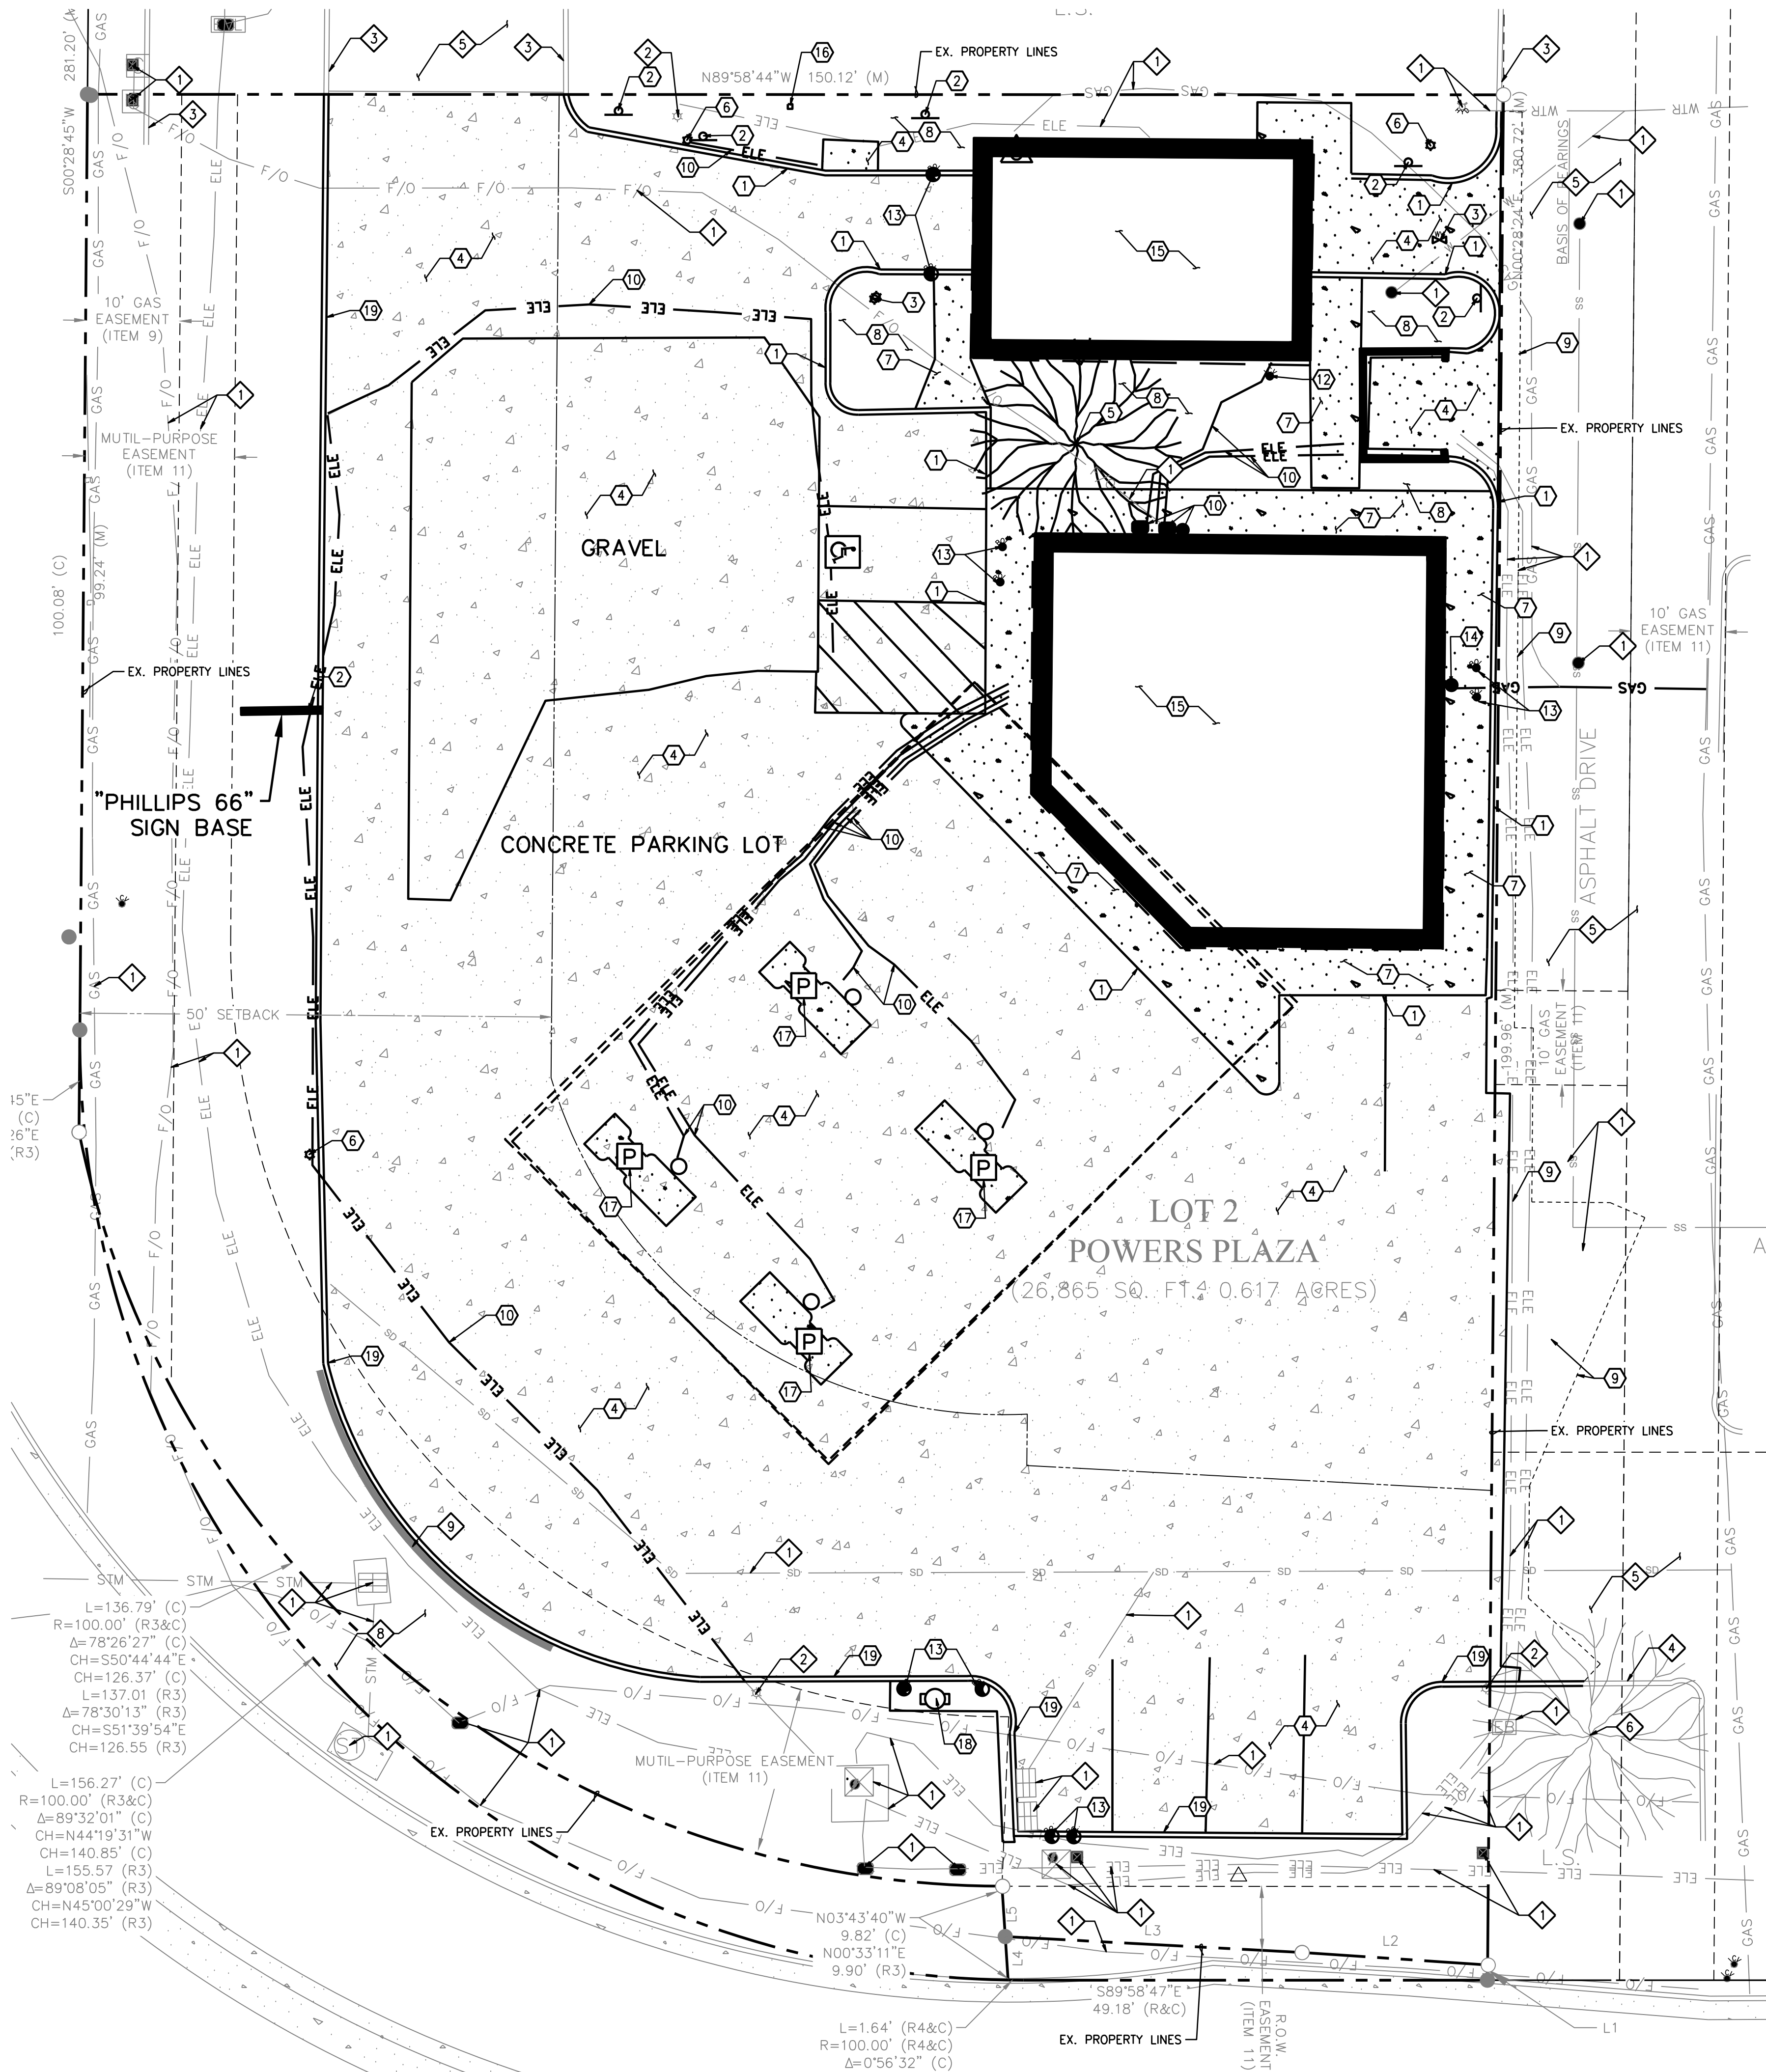 L.S.
EX. PROPERTY LINES
N89°58'44"W 150.12' (M)
S00°28'45"W 281.20' (M)
N00°28'24"E 380.72' (M)
BASIS OF BEARINGS
10' GAS
EASEMENT
(ITEM 9)
MUTIL-PURPOSE
EASEMENT
(ITEM 11)
100.08' (C)
99.24' (M)
EX. PROPERTY LINES
EX. PROPERTY LINES
GRAVEL
10' GAS
EASEMENT
(ITEM 11)
"PHILLIPS 66"
SIGN BASE
CONCRETE PARKING LOT
ASPHALT DRIVE
50' SETBACK
199.96' (M)
10' GAS
EASEMENT
(ITEM 11)
45"E
(C)
26"E
(R3)
LOT 2
POWERS PLAZA
(26,865 SQ. FT., 0.617 ACRES)
EX. PROPERTY LINES
L=136.79' (C)
R=100.00' (R3&C)
Δ=78°26'27" (C)
CH=S50°44'44"E
CH=126.37' (C)
L=137.01 (R3)
Δ=78°30'13" (R3)
CH=S51°39'54"E
CH=126.55 (R3)
L=156.27' (C)
R=100.00' (R3&C)
Δ=89°32'01" (C)
CH=N44°19'31"W
CH=140.85' (C)
L=155.57 (R3)
Δ=89°08'05" (R3)
CH=N45°00'29"W
CH=140.35' (R3)
EX. PROPERTY LINES
MUTIL-PURPOSE EASEMENT
(ITEM 11)
L.S.
N03°43'40"W
9.82' (C)
N00°33'11"E
9.90' (R3)
L5
L4
L3
L2
L1
S89°58'47"E
49.18' (R&C)
R.O.W.
EASEMENT
(ITEM 11)
EX. PROPERTY LINES
L=1.64' (R4&C)
R=100.00' (R4&C)
Δ=0°56'32" (C)